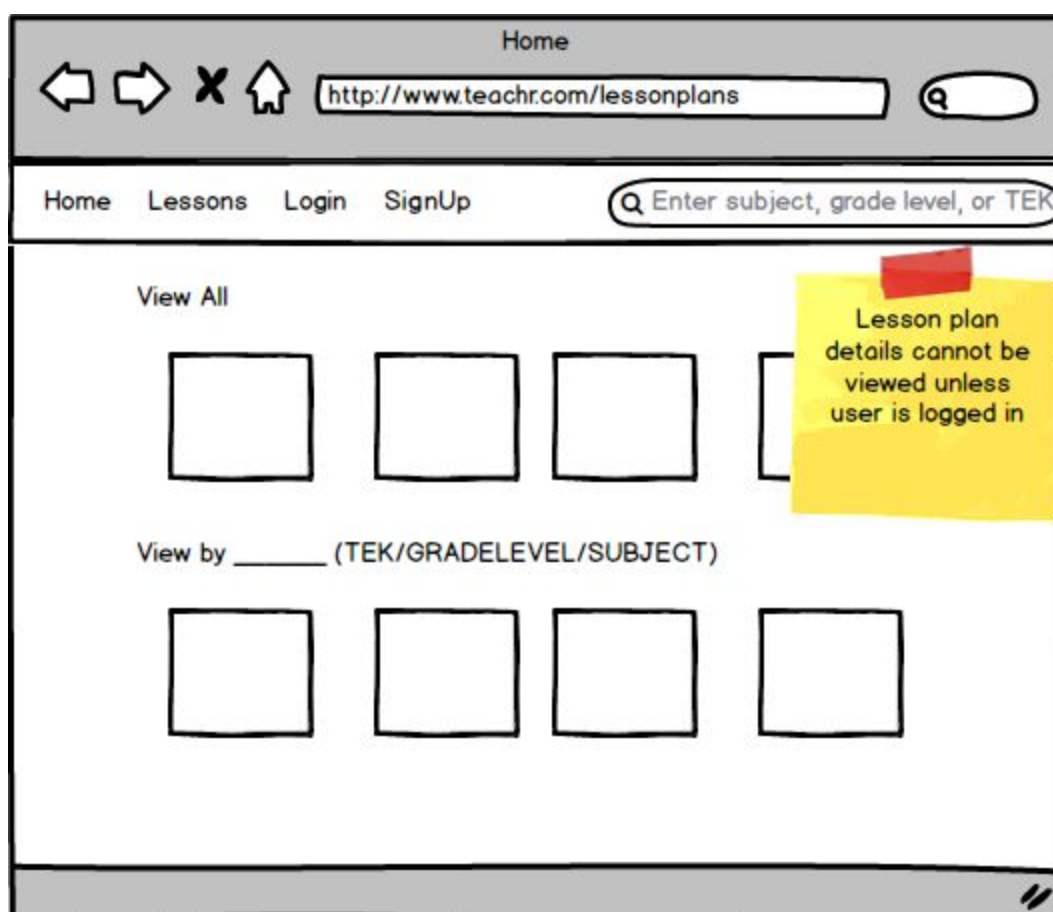 Home
http://www.teachr.com/lessonplans
Home Lessons Login SignUp
Enter subject, grade level, or TEK
View All
Lesson plan
details cannot be
viewed unless
user is logged in
View by ______ (TEK/GRADELEVEL/SUBJECT)